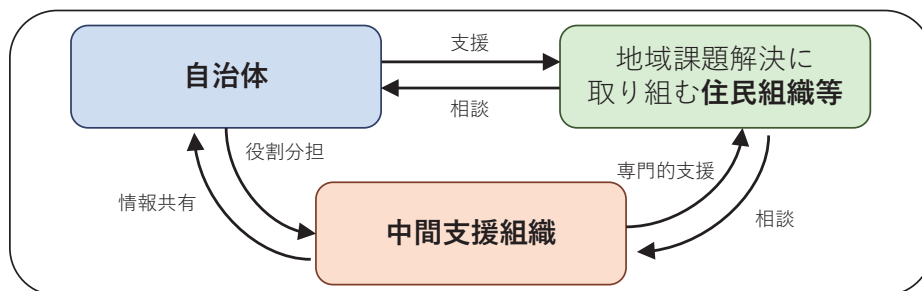 支援
自治体
地域課題解決に
取り組む住民組織等
相談
役割分担
専門的支援
情報共有
相談
中間支援組織